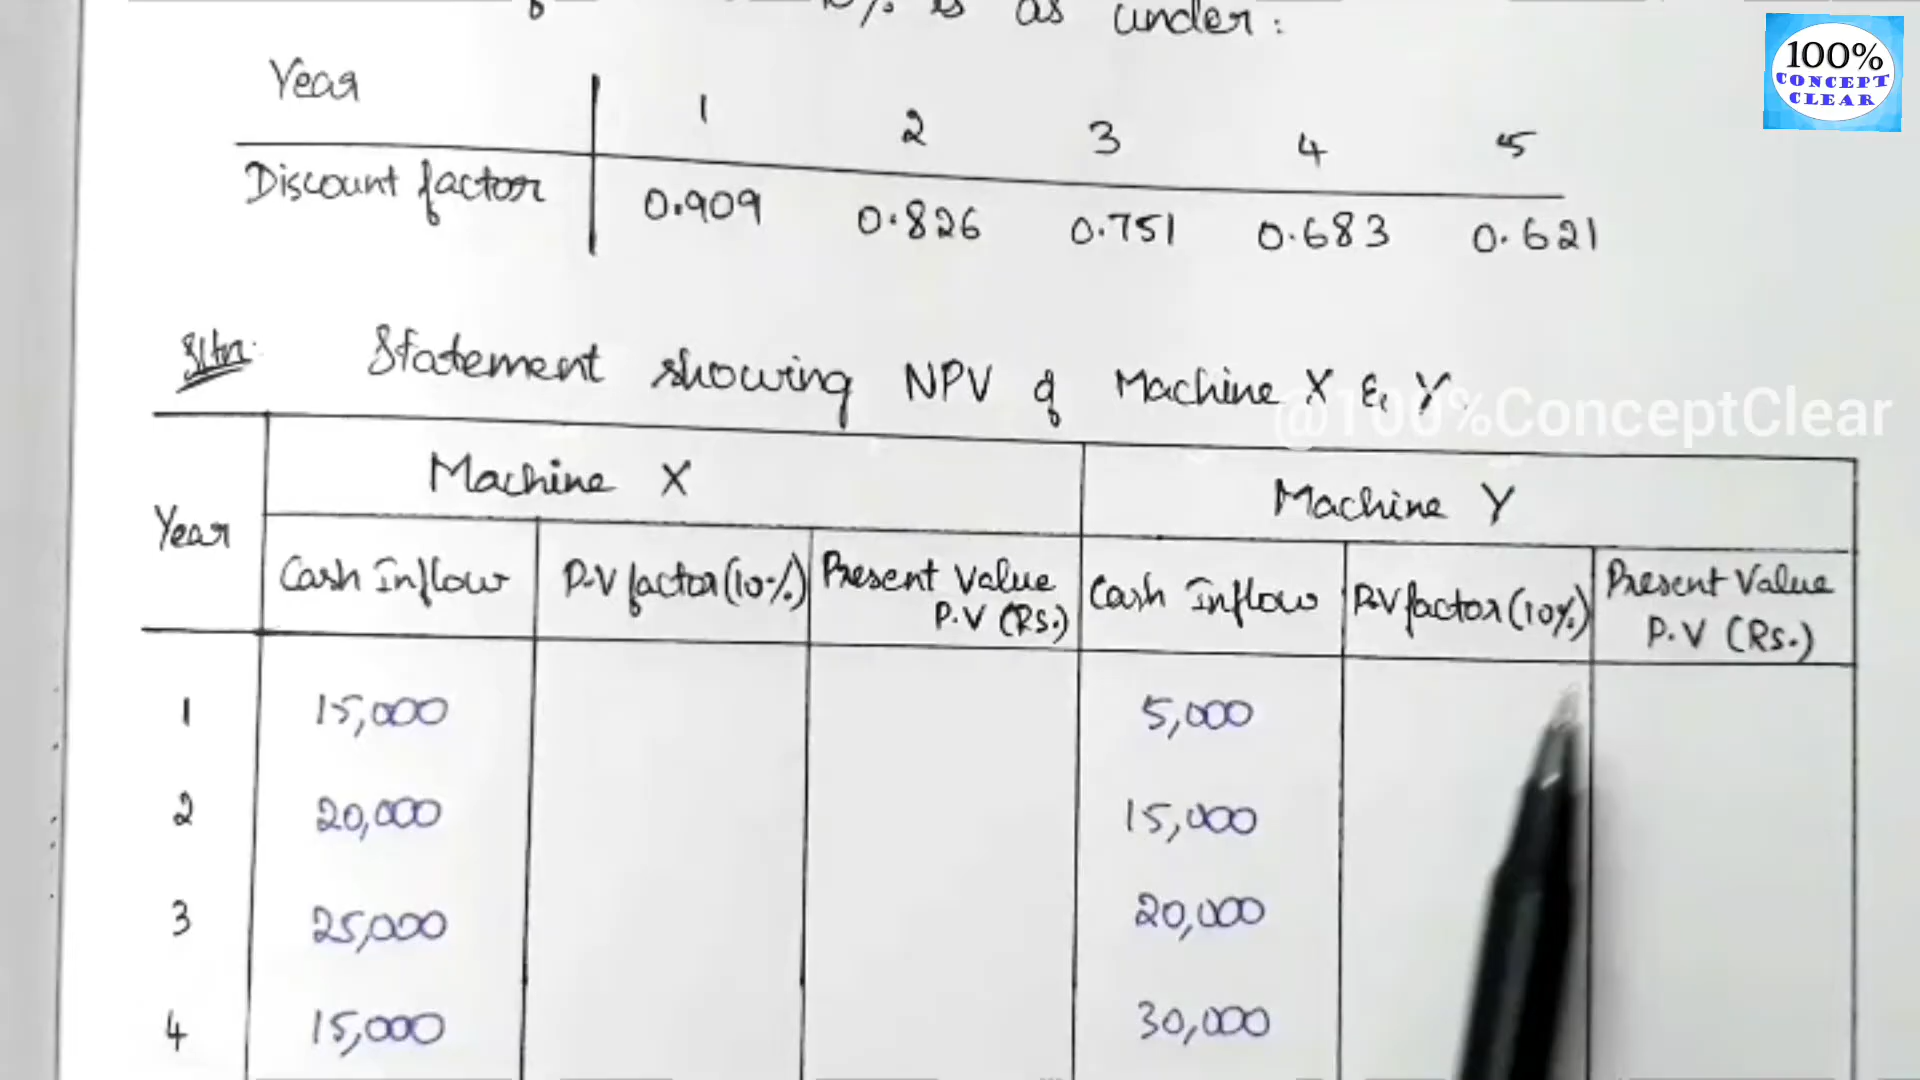 % is as under:
100%
CONCEPT
CLEAR
Year 1 2 3 4 5
Discount factor 0.909 0.826 0.751 0.683 0.621
Sltn. Statement showing NPV of Machine X & Y.
@100%ConceptClear
Machine X Machine Y
Year Cash Inflow P.V factor (10%) Present Value P.V (Rs.) Cash Inflow P.V factor (10%) Present Value P.V (Rs.)
1 15,000 5,000
2 20,000 15,000
3 25,000 20,000
4 15,000 30,000